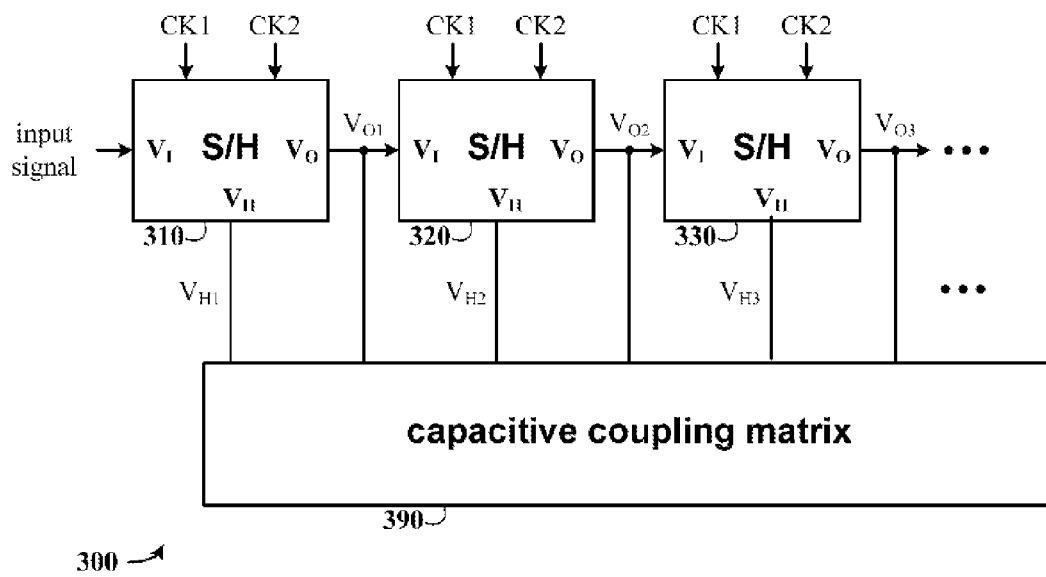 CK1 CK2 CK1 CK2 CK1 CK2
input signal
V_I S/H V_O V_H
V_O1
V_I S/H V_O V_H
V_O2
V_I S/H V_O V_H
V_O3 •••
310 320 330
V_H1 V_H2 V_H3 •••
capacitive coupling matrix
390
300